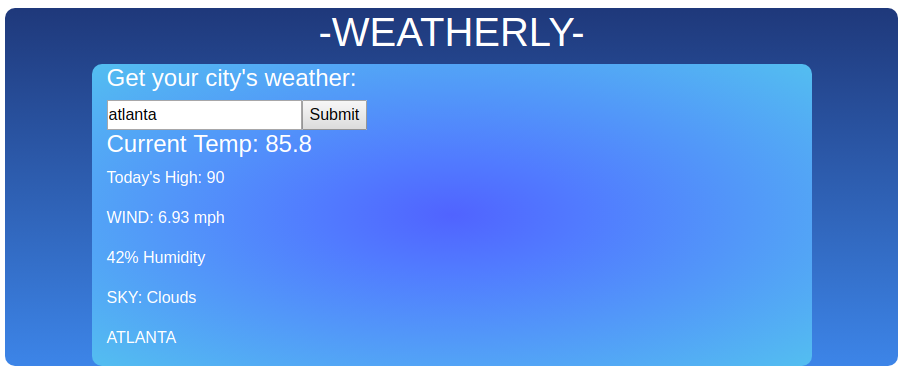 -WEATHERLY-
Get your city's weather:
atlanta Submit
Current Temp: 85.8
Today's High: 90
WIND: 6.93 mph
42% Humidity
SKY: Clouds
ATLANTA